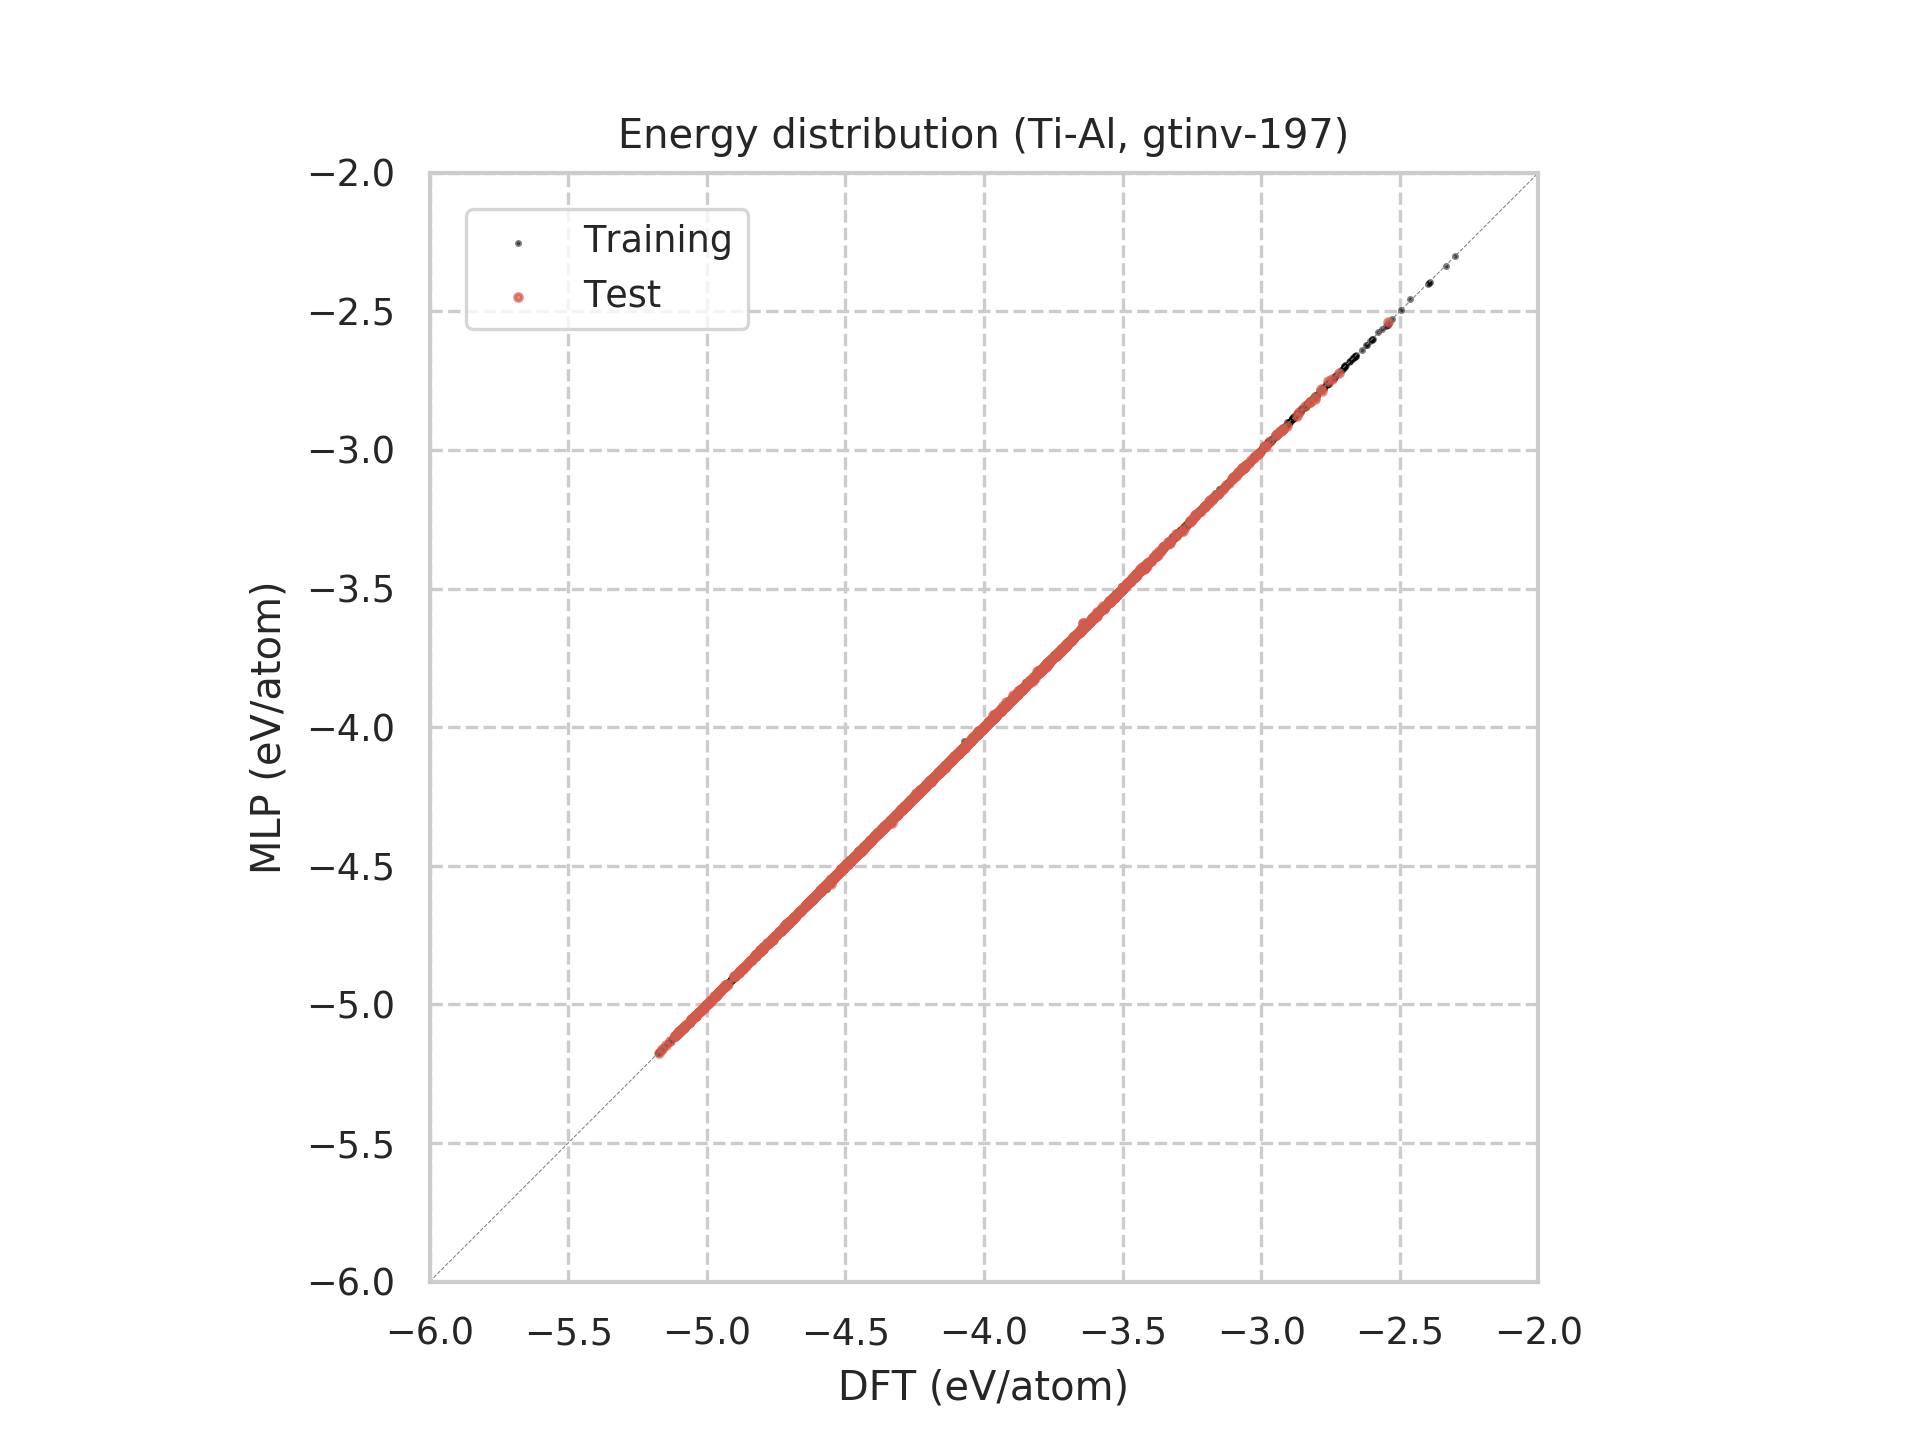 Energy distribution (Ti-Al, gtinv-197)
Training
Test
−2.0
−2.5
−3.0
−3.5
−4.0
−4.5
−5.0
−5.5
−6.0
MLP (eV/atom)
−6.0 −5.5 −5.0 −4.5 −4.0 −3.5 −3.0 −2.5 −2.0
DFT (eV/atom)